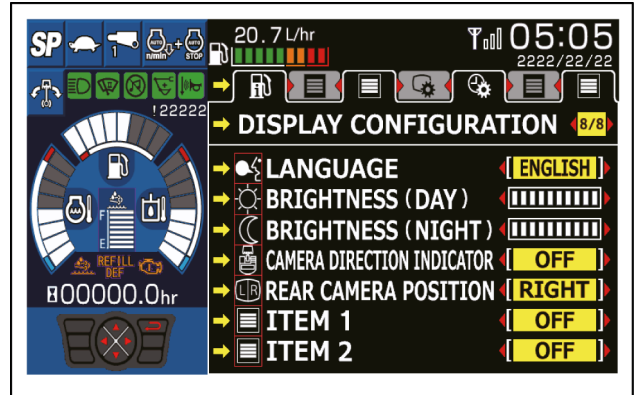 SP
1
AUTO
n/min
+
AUTO
STOP
20.7 L/hr
05:05
2222/22/22
!22222
DISPLAY CONFIGURATION 8/8
LANGUAGE [ENGLISH]
BRIGHTNESS (DAY)
BRIGHTNESS (NIGHT)
CAMERA DIRECTION INDICATOR [OFF]
L R REAR CAMERA POSITION [RIGHT]
ITEM 1 [OFF]
ITEM 2 [OFF]
F
E
REFILL
DEF
00000.0hr